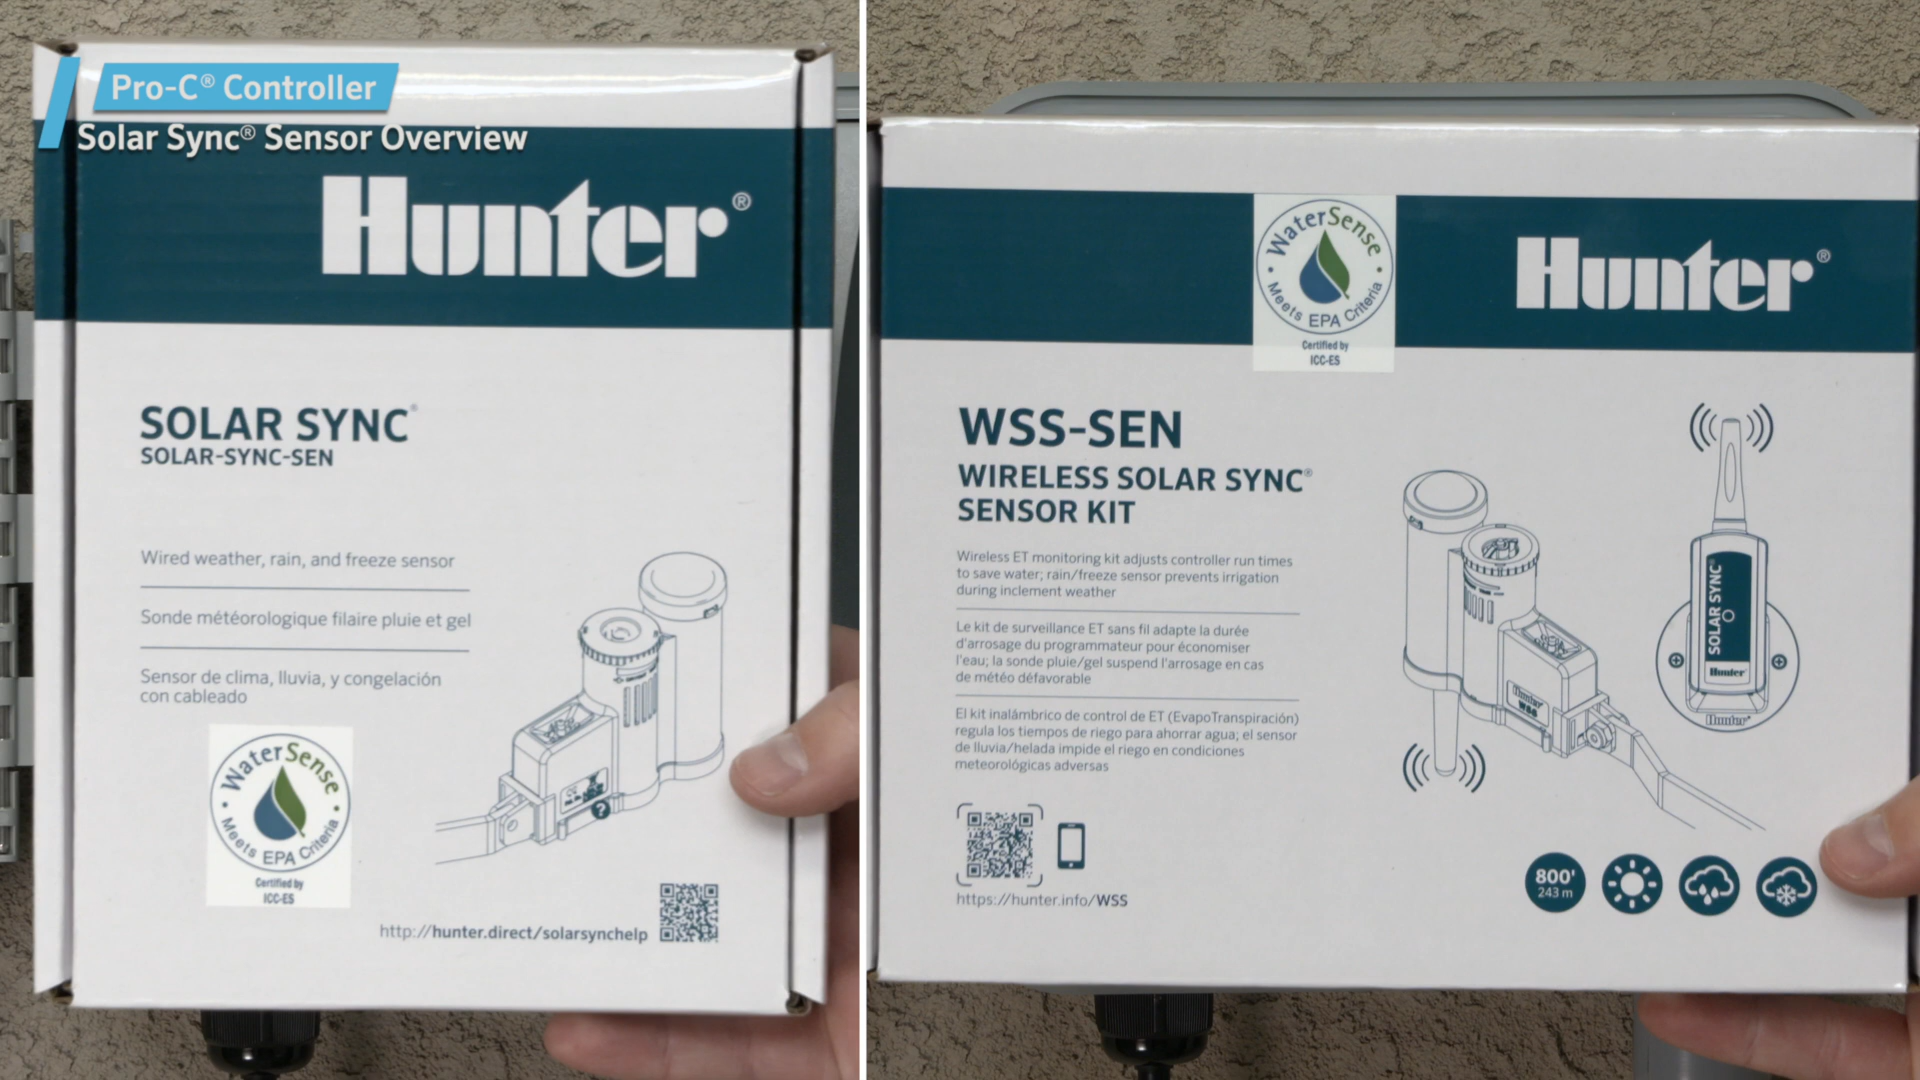 Pro-C® Controller
Solar Sync® Sensor Overview
Hunter®
SOLAR SYNC®
SOLAR-SYNC-SEN
Wired weather, rain, and freeze sensor
Sonde météorologique filaire pluie et gel
Sensor de clima, lluvia, y congelación
con cableado
WaterSense
Meets EPA Criteria
Certified by
ICC-ES
?
http://hunter.direct/solarsynchelp
WaterSense
Meets EPA Criteria
Certified by
ICC-ES
Hunter®
WSS-SEN
WIRELESS SOLAR SYNC®
SENSOR KIT
Wireless ET monitoring kit adjusts controller run times
to save water; rain/freeze sensor prevents irrigation
during inclement weather
Le kit de surveillance ET sans fil adapte la durée
d'arrosage du programmateur pour économiser
l'eau; la sonde pluie/gel suspend l'arrosage en cas
de météo défavorable
El kit inalámbrico de control de ET (EvapoTranspiración)
regula los tiempos de riego para ahorrar agua; el sensor
de lluvia/helada impide el riego en condiciones
meteorológicas adversas
https://hunter.info/WSS
SOLAR SYNC
Hunter
Hunter
Hunter
WSS
800'
243 m